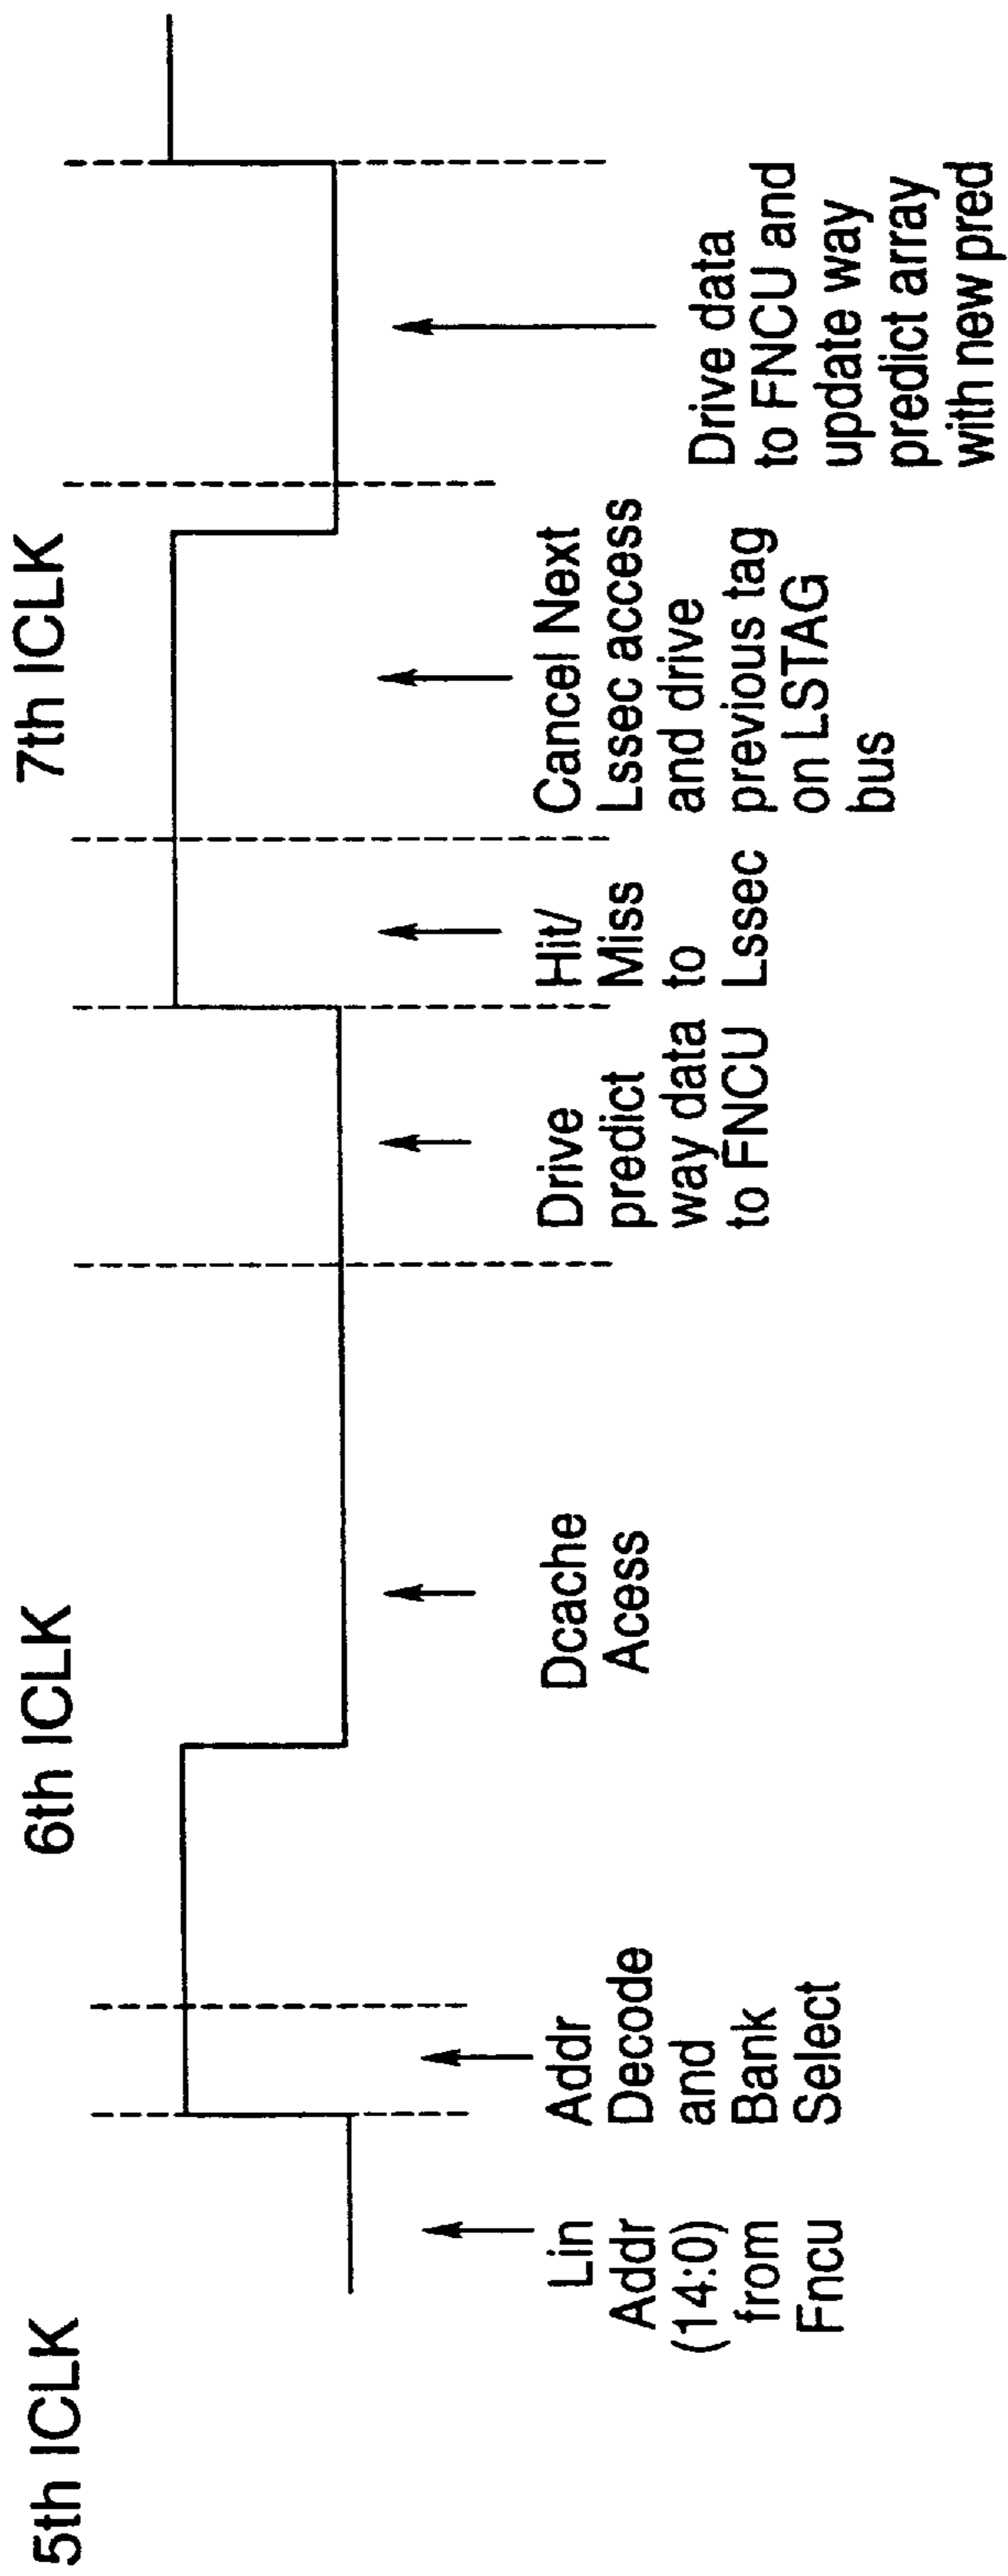 5th ICLK
6th ICLK
7th ICLK
Lin
Addr
(14:0)
from
Fncu
Addr
Decode
and
Bank
Select
Dcache
Acess
Drive
predict
way data
to FNCU
Hit/
Miss
to
Lssec
Cancel Next
Lssec access
and drive
previous tag
on LSTAG
bus
Drive data
to FNCU and
update way
predict array
with new pred